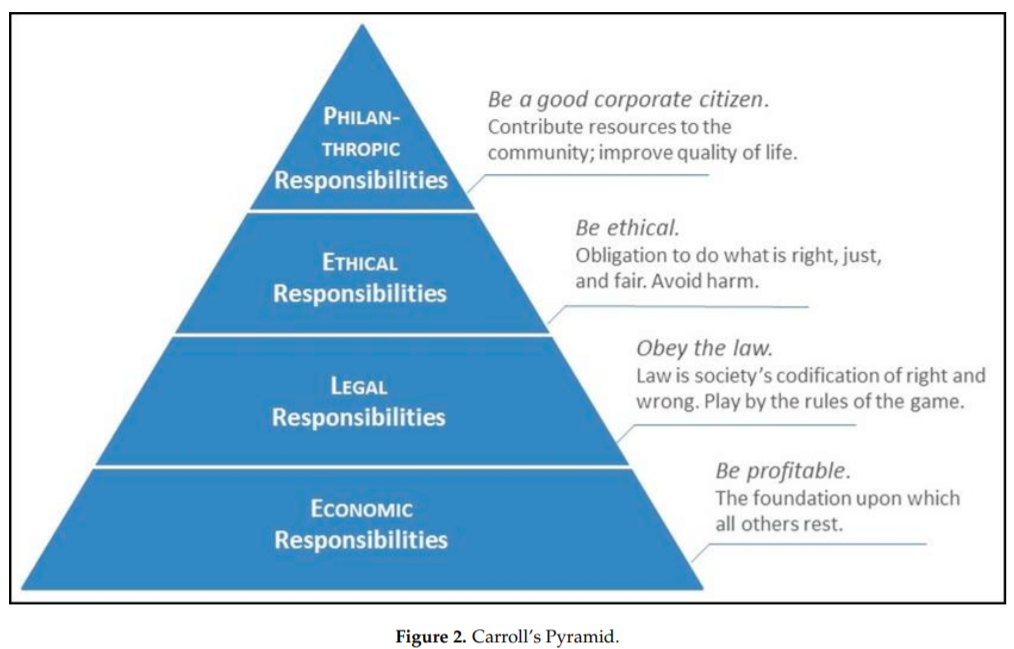 PHILAN-
THROPIC
Responsibilities
Be a good corporate citizen.
Contribute resources to the
community; improve quality of life.
ETHICAL
Responsibilities
Be ethical.
Obligation to do what is right, just,
and fair. Avoid harm.
LEGAL
Responsibilities
Obey the law.
Law is society’s codification of right and
wrong. Play by the rules of the game.
ECONOMIC
Responsibilities
Be profitable.
The foundation upon which
all others rest.
Figure 2. Carroll’s Pyramid.